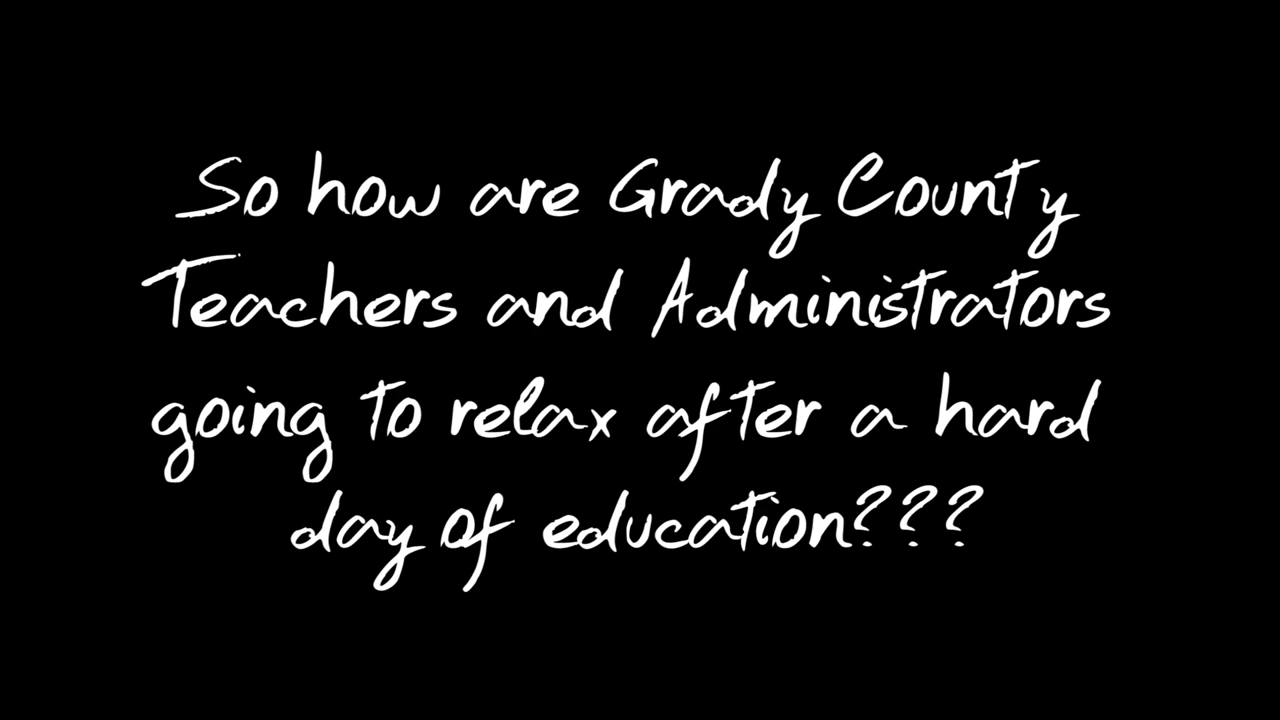 So how are Grady County
Teachers and Administrators
going to relax after a hard
day of education???